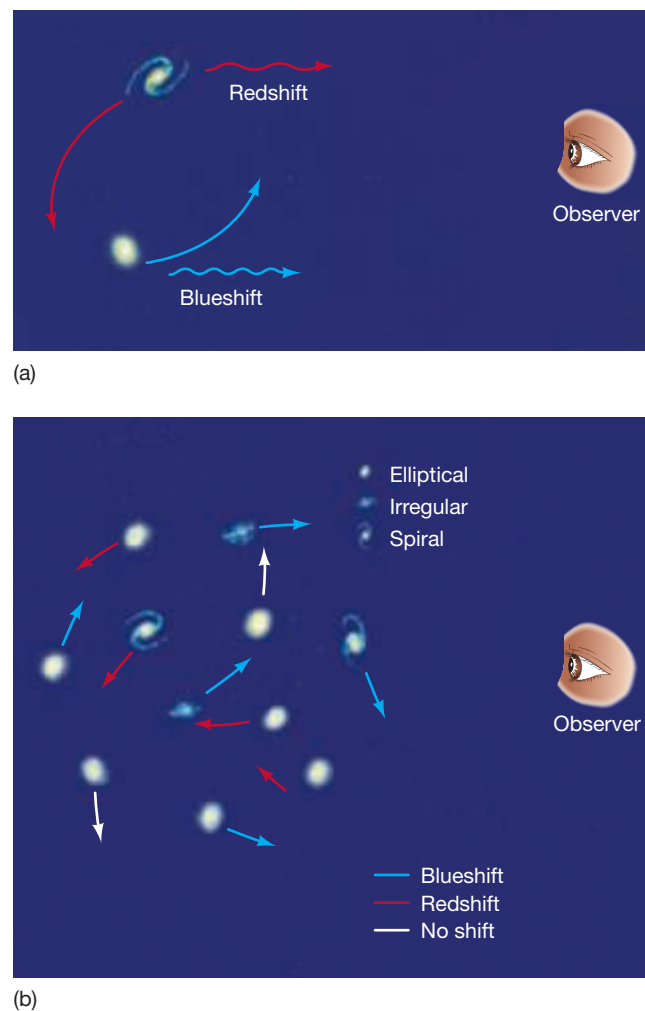 Redshift
Observer
Blueshift
(a)
Elliptical
Irregular
Spiral
Observer
Blueshift
Redshift
No shift
(b)